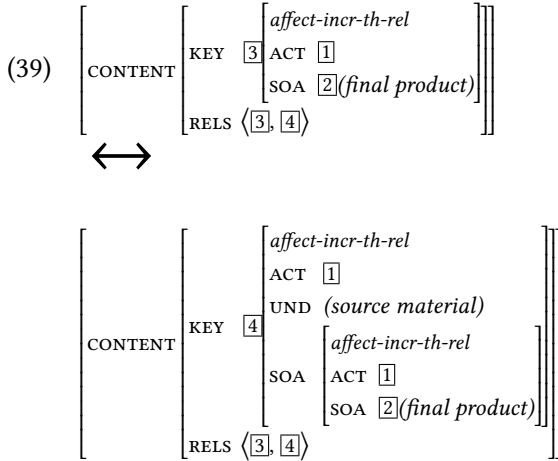 affect-incr-th-rel
(39) CONTENT KEY 3 ACT 1
SOA 2(final product)
RELS ⟨3, 4⟩
⟷
affect-incr-th-rel
ACT 1
UND (source material)
KEY 4 affect-incr-th-rel
CONTENT SOA ACT 1
SOA 2(final product)
RELS ⟨3, 4⟩